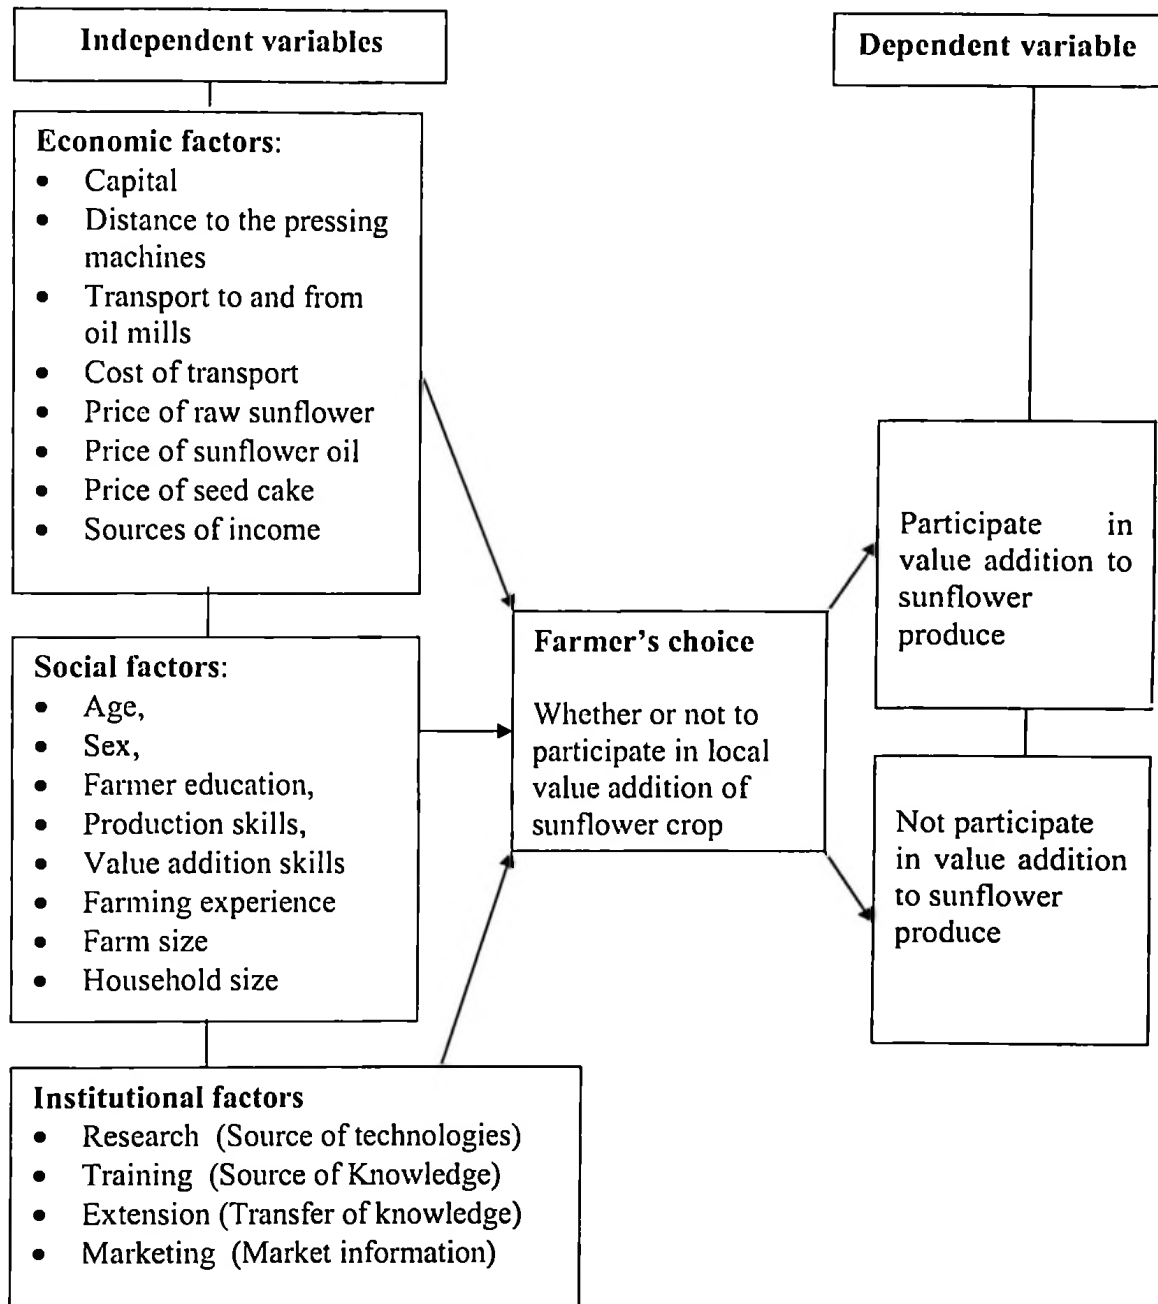 Independent variables
Dependent variable
Economic factors:
• Capital
• Distance to the pressing
machines
• Transport to and from
oil mills
• Cost of transport
• Price of raw sunflower
• Price of sunflower oil
• Price of seed cake
• Sources of income
Social factors:
• Age,
• Sex,
• Farmer education,
• Production skills,
• Value addition skills
• Farming experience
• Farm size
• Household size
Institutional factors
• Research (Source of technologies)
• Training (Source of Knowledge)
• Extension (Transfer of knowledge)
• Marketing (Market information)
Farmer's choice
Whether or not to
participate in local
value addition of
sunflower crop
Participate in
value addition to
sunflower
produce
Not participate
in value addition
to sunflower
produce